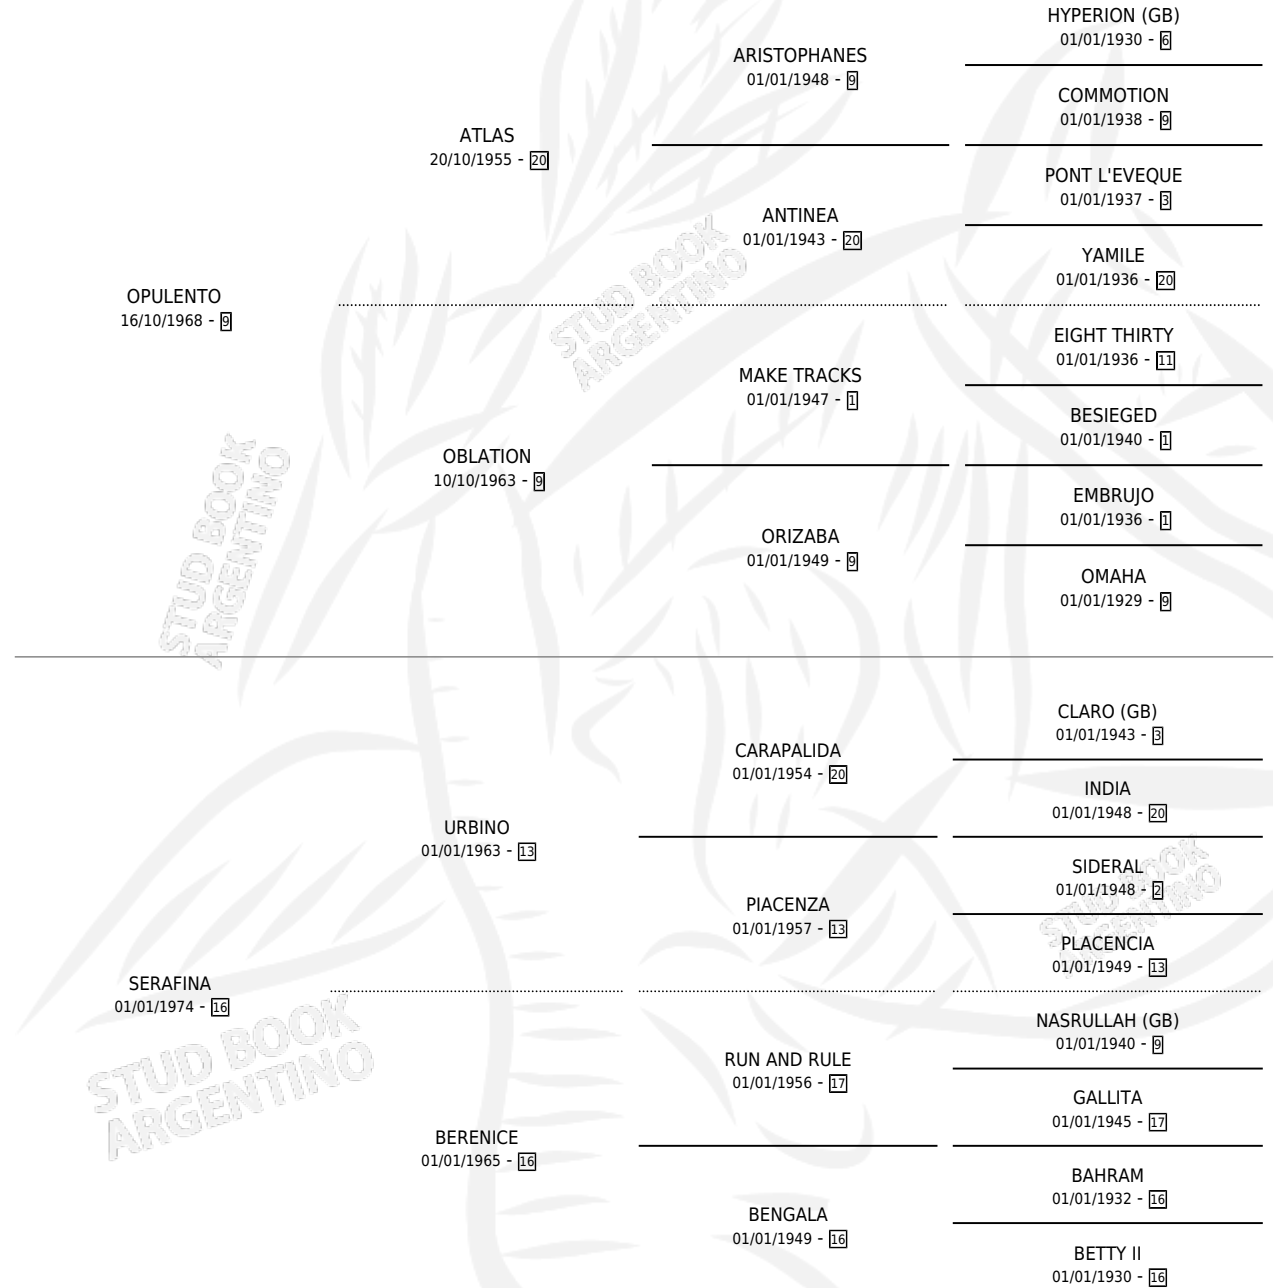 HYPERION (GB)
01/01/1930 - 6
ARISTOPHANES
01/01/1948 - 9
COMMOTION
01/01/1938 - 9
ATLAS
20/10/1955 - 20
PONT L'EVEQUE
01/01/1937 - 3
ANTINEA
01/01/1943 - 20
YAMILE
01/01/1936 - 20
OPULENTO
16/10/1968 - 9
EIGHT THIRTY
01/01/1936 - 11
MAKE TRACKS
01/01/1947 - 1
BESIEGED
01/01/1940 - 1
OBLATION
10/10/1963 - 9
EMBRUJO
01/01/1936 - 1
ORIZABA
01/01/1949 - 9
OMAHA
01/01/1929 - 9
CLARO (GB)
01/01/1943 - 3
CARAPALIDA
01/01/1954 - 20
INDIA
01/01/1948 - 20
URBINO
01/01/1963 - 13
SIDERAL
01/01/1948 - 2
PIACENZA
01/01/1957 - 13
PLACENCIA
01/01/1949 - 13
SERAFINA
01/01/1974 - 16
NASRULLAH (GB)
01/01/1940 - 9
RUN AND RULE
01/01/1956 - 17
GALLITA
01/01/1945 - 17
BERENICE
01/01/1965 - 16
BAHRAM
01/01/1932 - 16
BENGALA
01/01/1949 - 16
BETTY II
01/01/1930 - 16
STUD BOOK
ARGENTINO
STUD BOOK
ARGENTINO
STUD BOOK
ARGENTINO
STUD BOOK
ARGENTINO